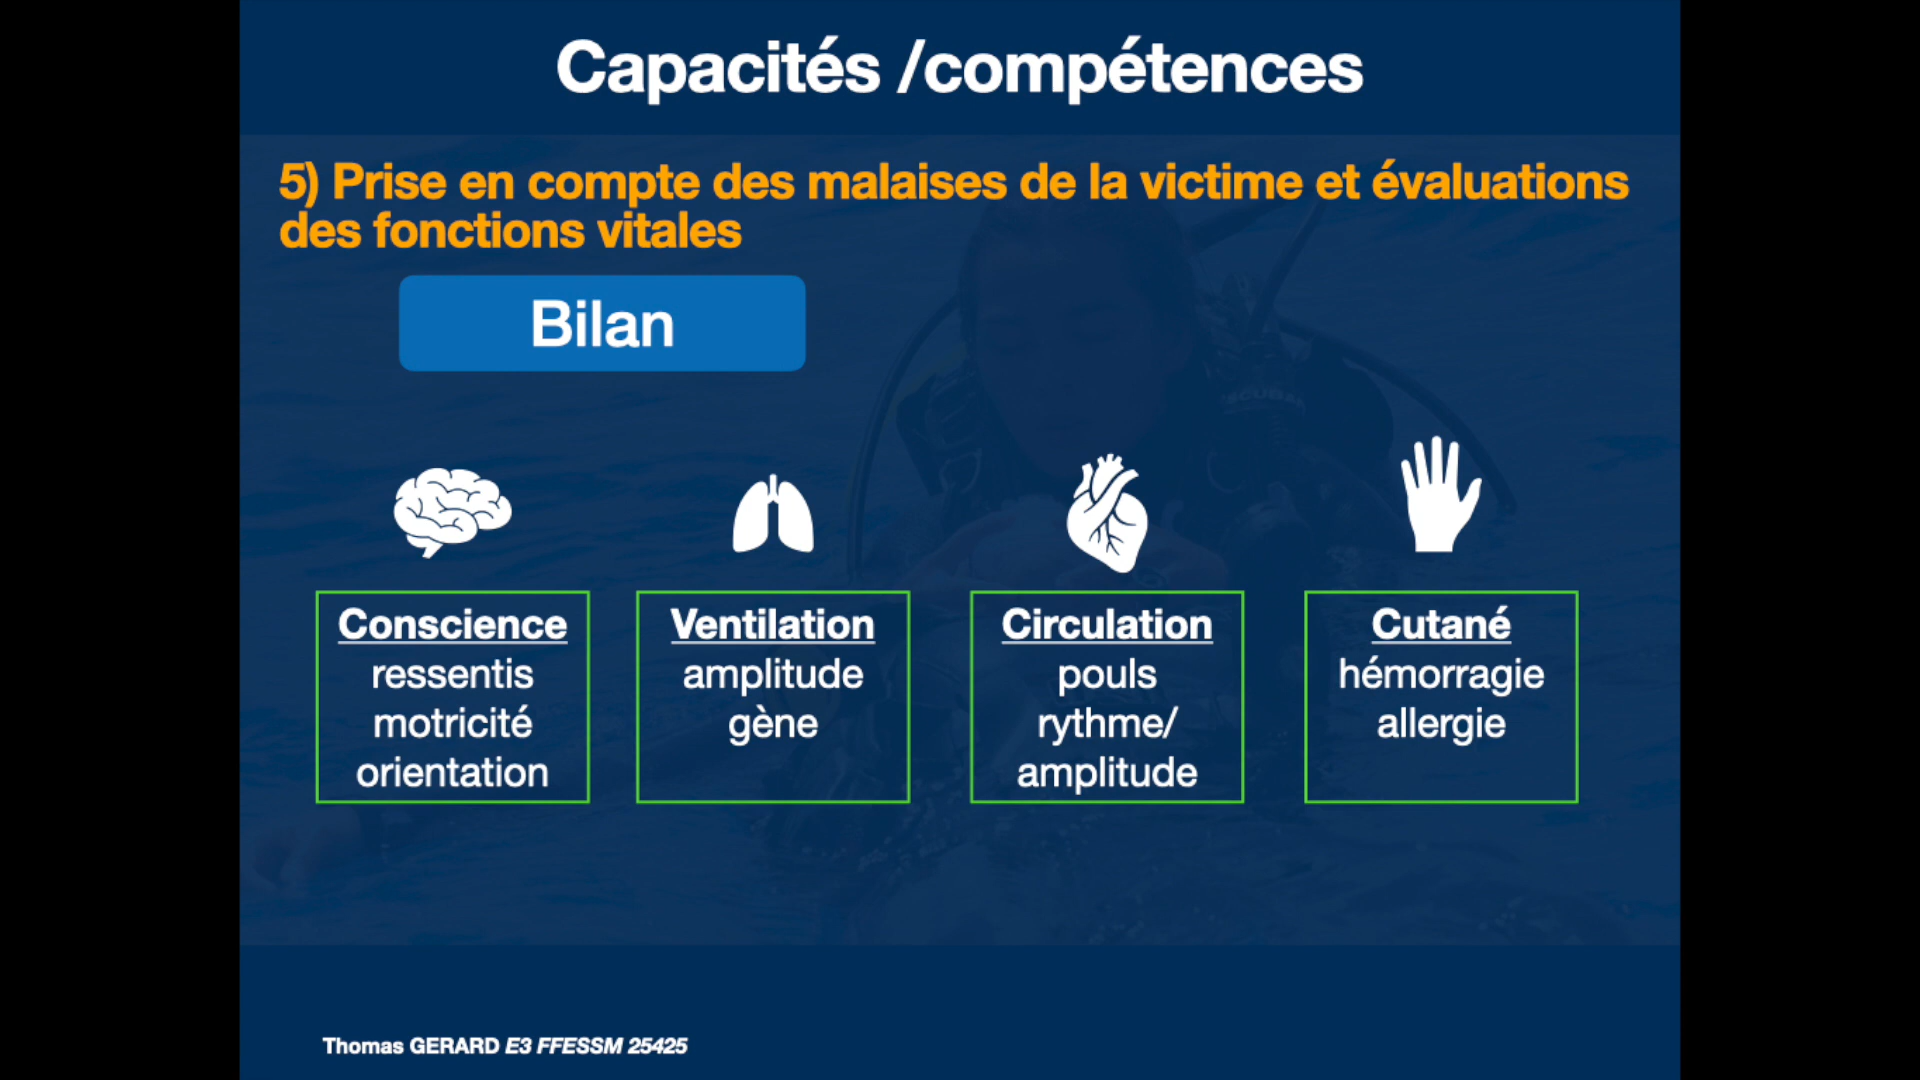 Capacités /compétences
5) Prise en compte des malaises de la victime et évaluations
des fonctions vitales
Bilan
Conscience
ressentis
motricité
orientation
Ventilation
amplitude
gène
Circulation
pouls
rythme/
amplitude
Cutané
hémorragie
allergie
Thomas GERARD E3 FFESSM 25425